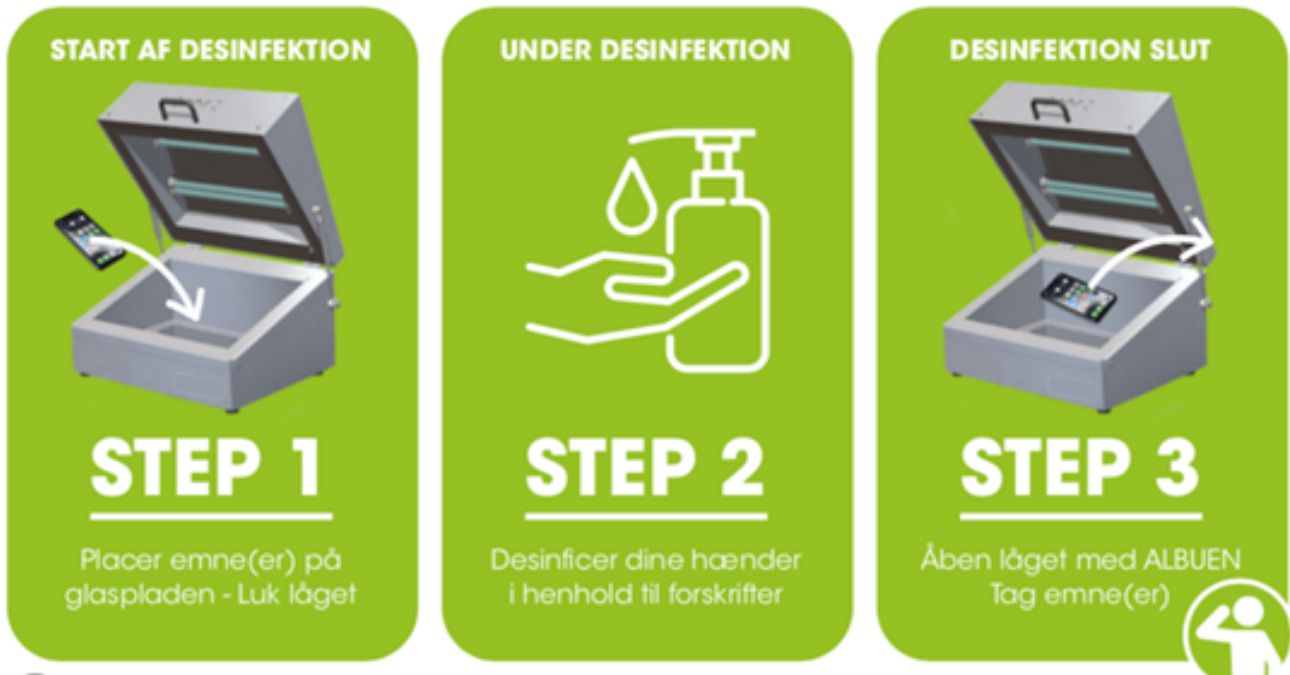 START AF DESINFEKTION
STEP 1
Placer emne(er) på
glaspladen - Luk låget
UNDER DESINFEKTION
STEP 2
Desinficer dine hænder
i henhold til forskrifter
DESINFEKTION SLUT
STEP 3
Åben låget med ALBUEN
Tag emne(er)